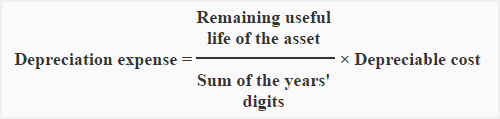 Remaining useful
life of the asset
Depreciation expense = × Depreciable cost
Sum of the years'
digits